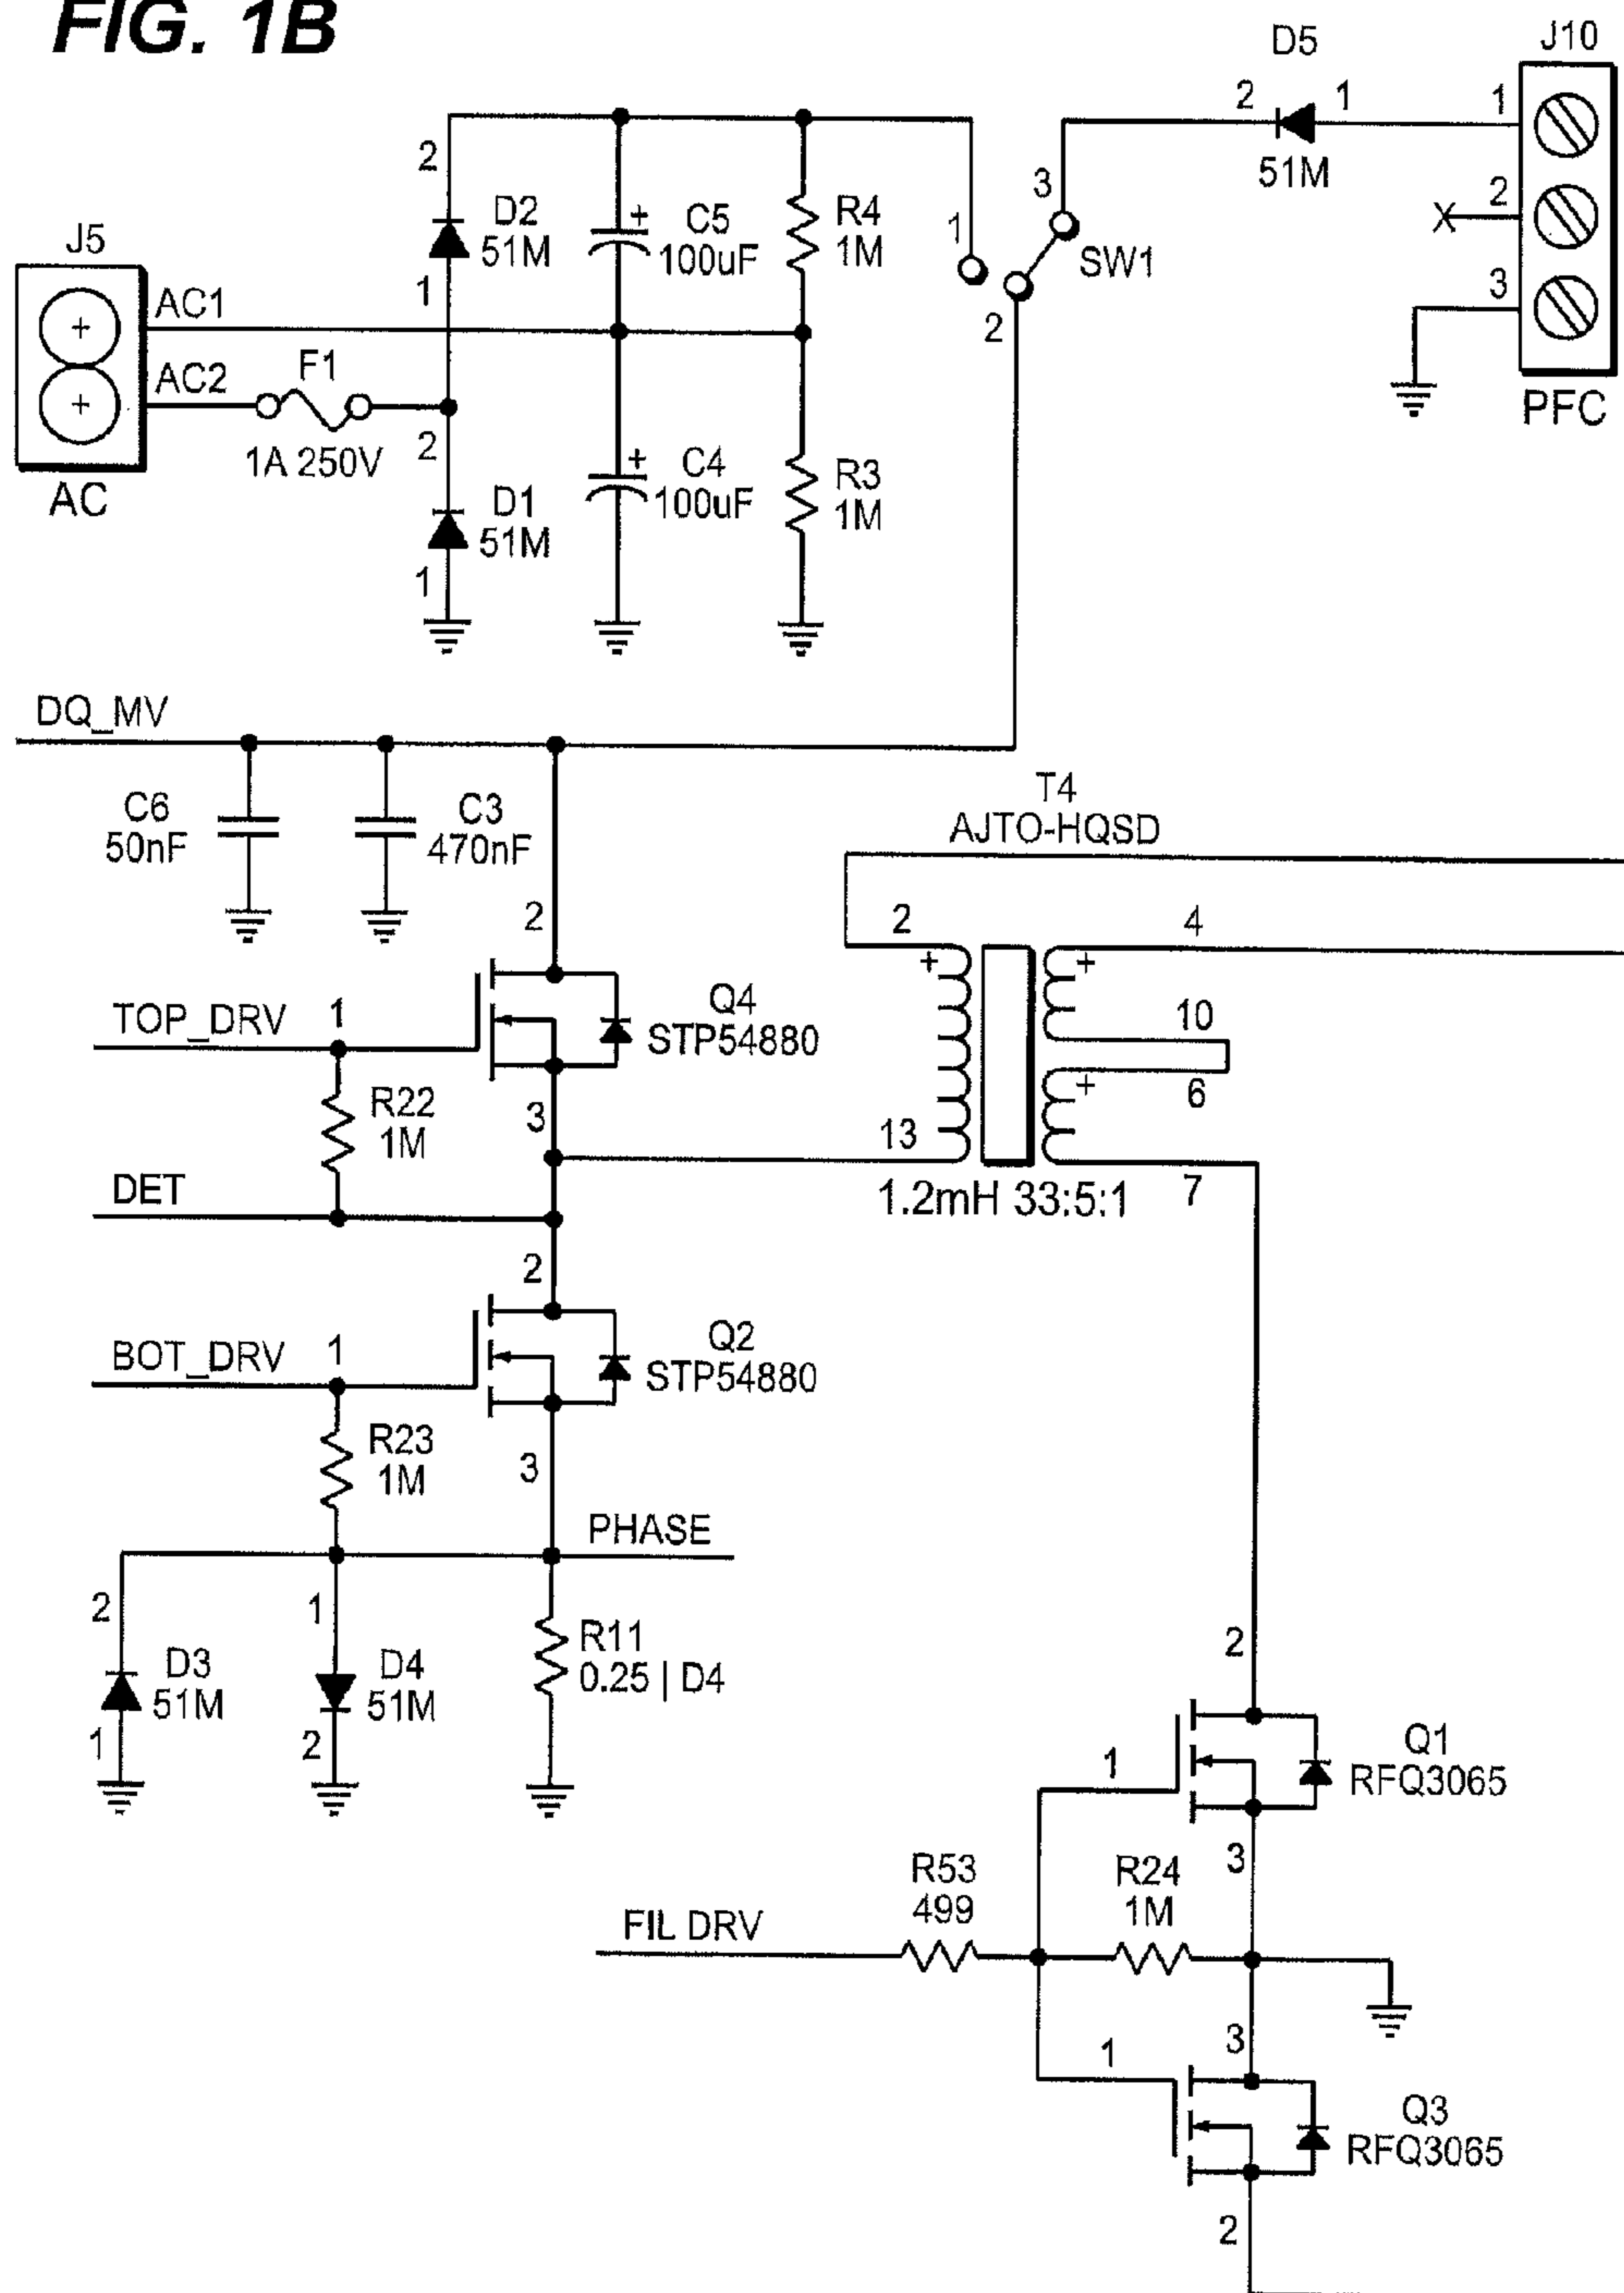 FIG. 1B
D5
J10
2
1
1
51M
2
D2
51M
C5
100uF
R4
1M
3
1
SW1
2
J5
AC1
1
2
3
AC2
F1
1A 250V
PFC
2
AC
D1
51M
C4
100uF
R3
1M
1
DQ_MV
C6
50nF
C3
470nF
T4
AJTO-HQSD
2
2
4
TOP_DRV
1
Q4
STP54880
10
R22
1M
3
13
6
DET
1.2mH 33:5:1
7
2
BOT_DRV
1
Q2
STP54880
R23
1M
3
PHASE
2
1
R11
0.25 | D4
2
D3
51M
D4
51M
1
2
1
Q1
RFQ3065
R53
499
R24
1M
3
FIL DRV
1
3
Q3
RFQ3065
2